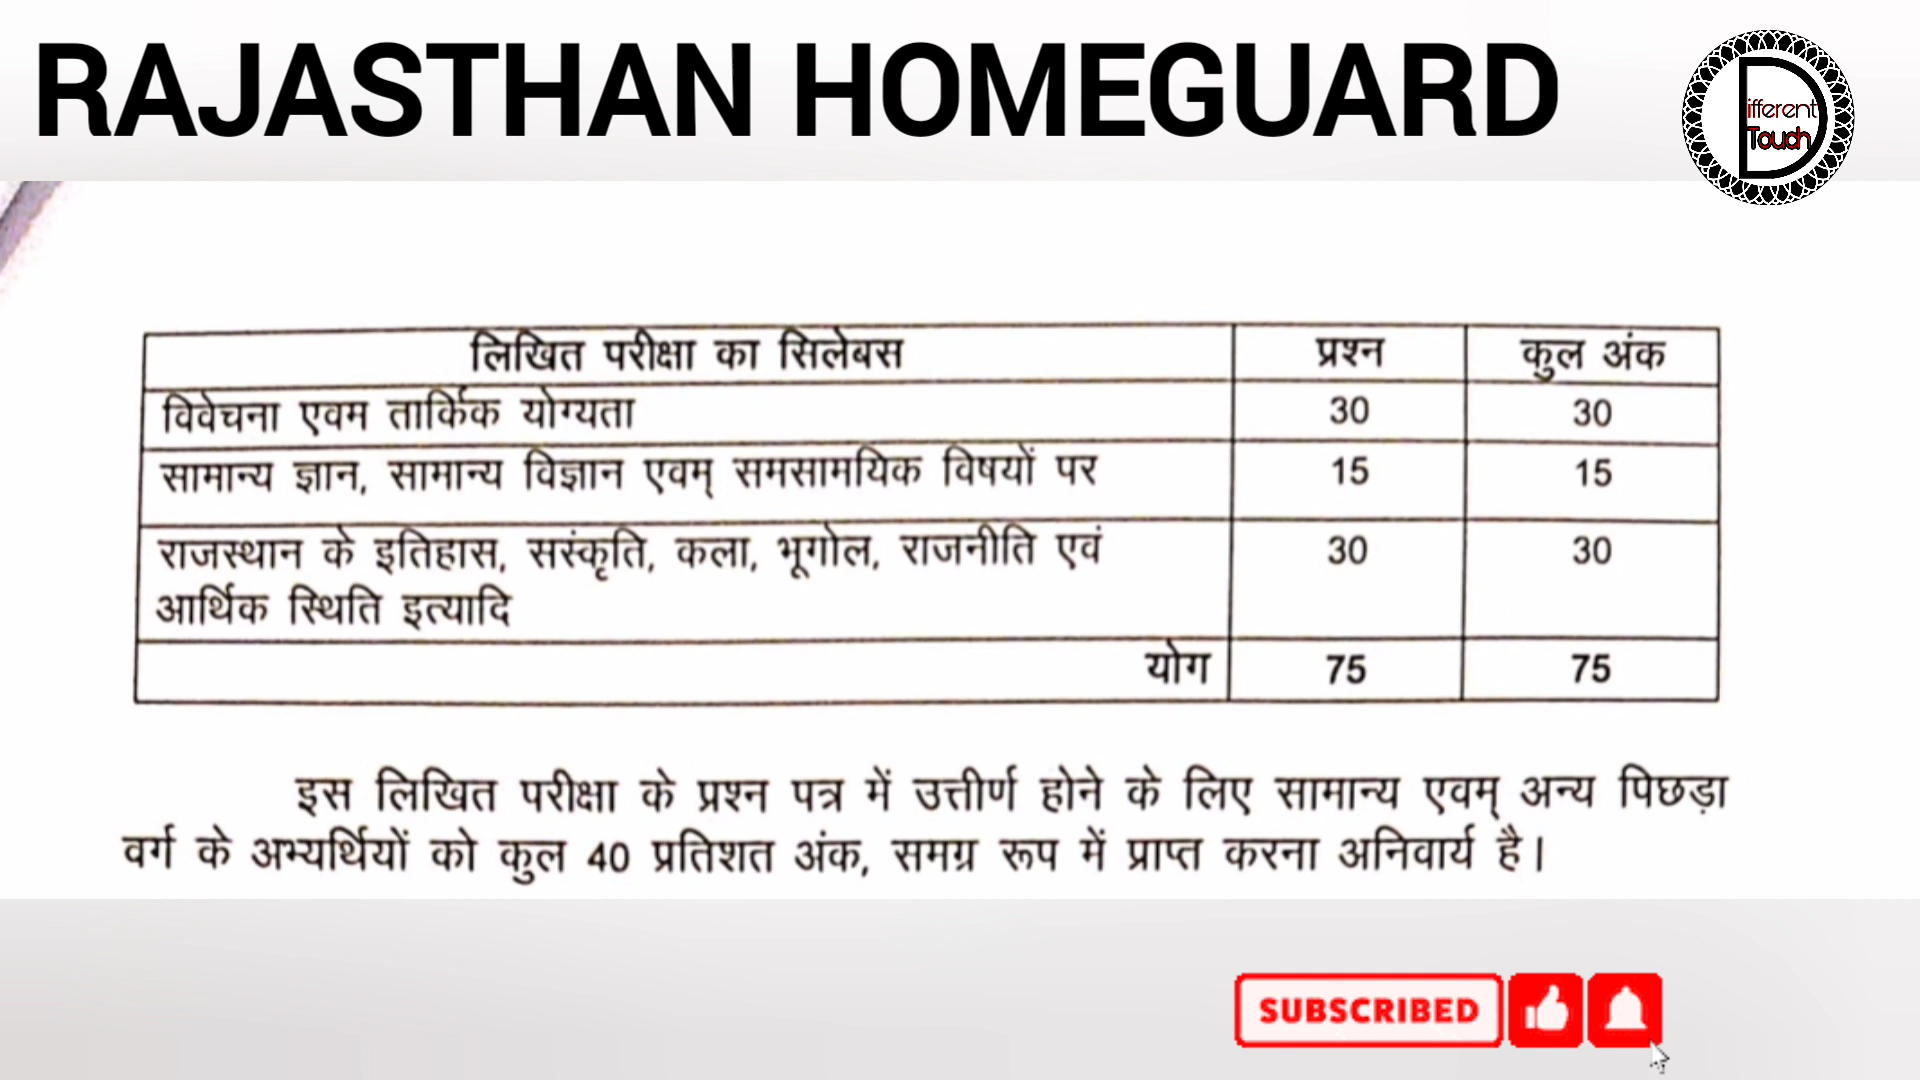 RAJASTHAN HOMEGUARD
Different
Touch
लिखित परीक्षा का सिलेबस प्रश्न कुल अंक
विवेचना एवम तार्किक योग्यता 30 30
सामान्य ज्ञान, सामान्य विज्ञान एवम् समसामयिक विषयों पर 15 15
राजस्थान के इतिहास, सस्ंकृति, कला, भूगोल, राजनीति एवं 30 30
आर्थिक स्थिति इत्यादि
योग 75 75
इस लिखित परीक्षा के प्रश्न पत्र में उत्तीर्ण होने के लिए सामान्य एवम् अन्य पिछड़ा
वर्ग के अभ्यर्थियों को कुल 40 प्रतिशत अंक, समग्र रूप में प्राप्त करना अनिवार्य है।
SUBSCRIBED